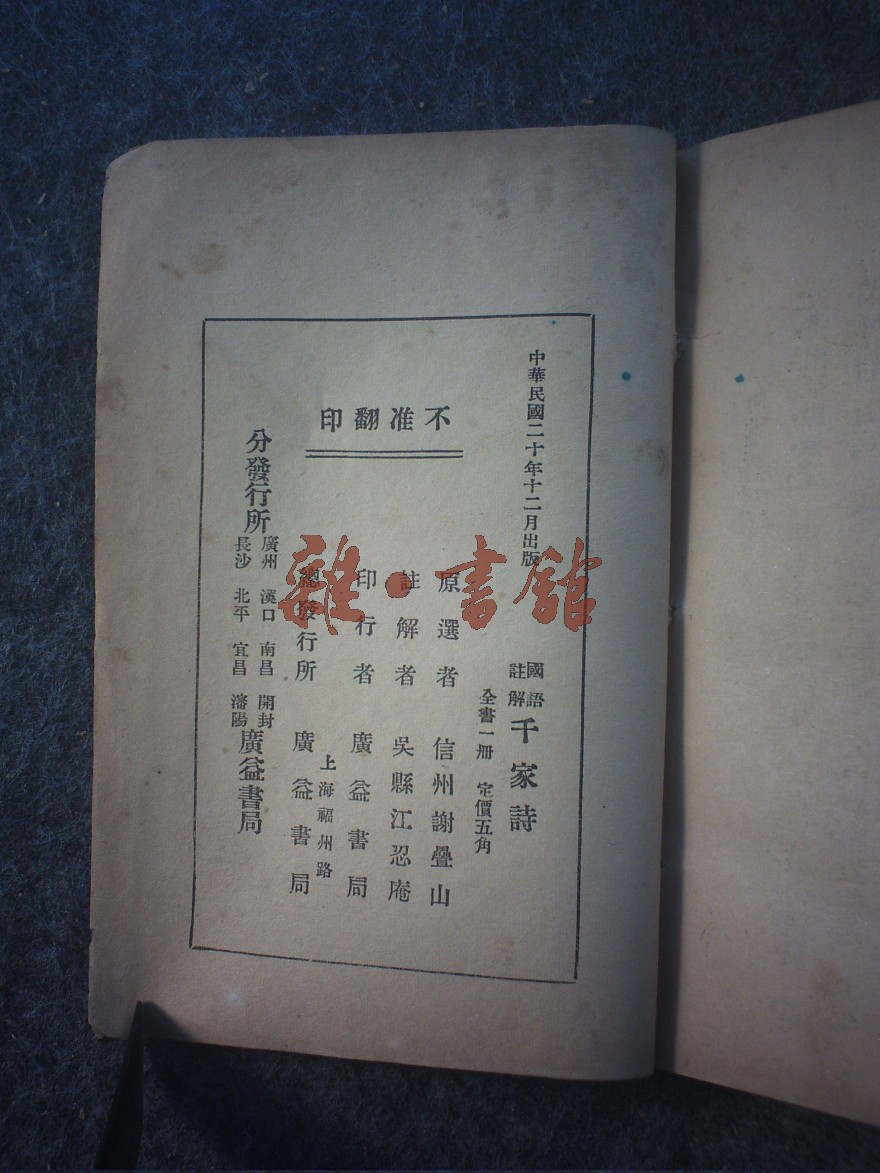 中華民國二十年十二月出版
國語
註解
千家詩
全書一册 定價五角
原選者 信州謝疊山
註解者 吳縣江忍庵
印行者 廣益書局
上海福州路
總發行所 廣益書局
不准翻印
分發行所
廣州 漢口 南昌 開封
長沙 北平 宜昌 瀋陽
廣益書局
雜·書館